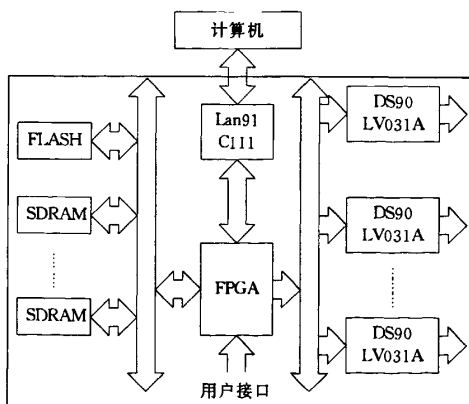 计算机
Lan91
C111
FLASH
SDRAM
SDRAM
FPGA
用户接口
DS90
LV031A
DS90
LV031A
DS90
LV031A